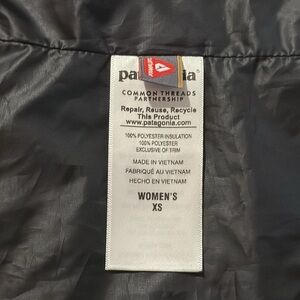 patagonia®
COMMON THREADS
PARTNERSHIP
Repair, Reuse, Recycle
This Product
www.patagonia.com
100% POLYESTER INSULATION
100% POLYESTER
EXCLUSIVE OF TRIM
MADE IN VIETNAM
FABRIQUÉ AU VIETNAM
HECHO EN VIETNAM
WOMEN'S
XS